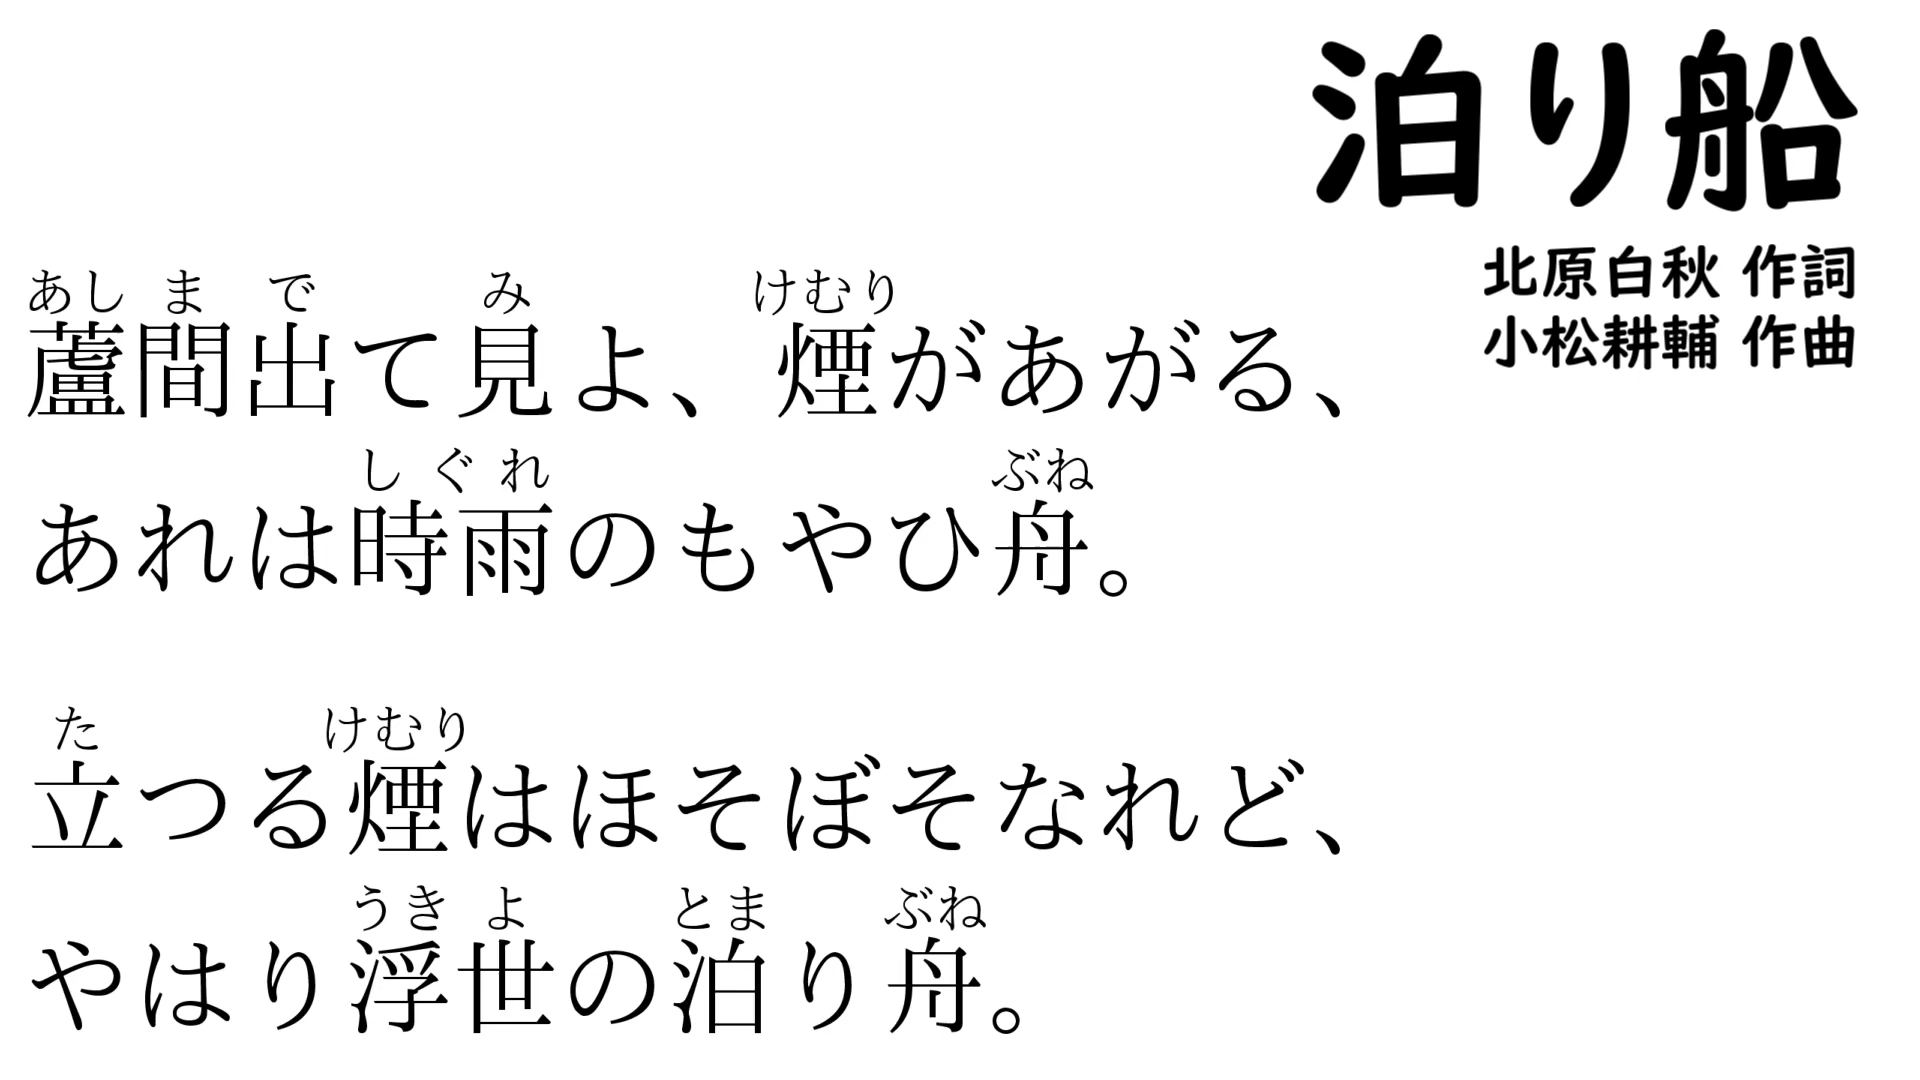 泊り船
北原白秋 作詞
小松耕輔 作曲
あしまで み けむり
蘆間出て見よ、煙があがる、
しぐれ ぶね
あれは時雨のもやひ舟。
た けむり
立つる煙はほそぼそなれど、
うきよ とま ぶね
やはり浮世の泊り舟。